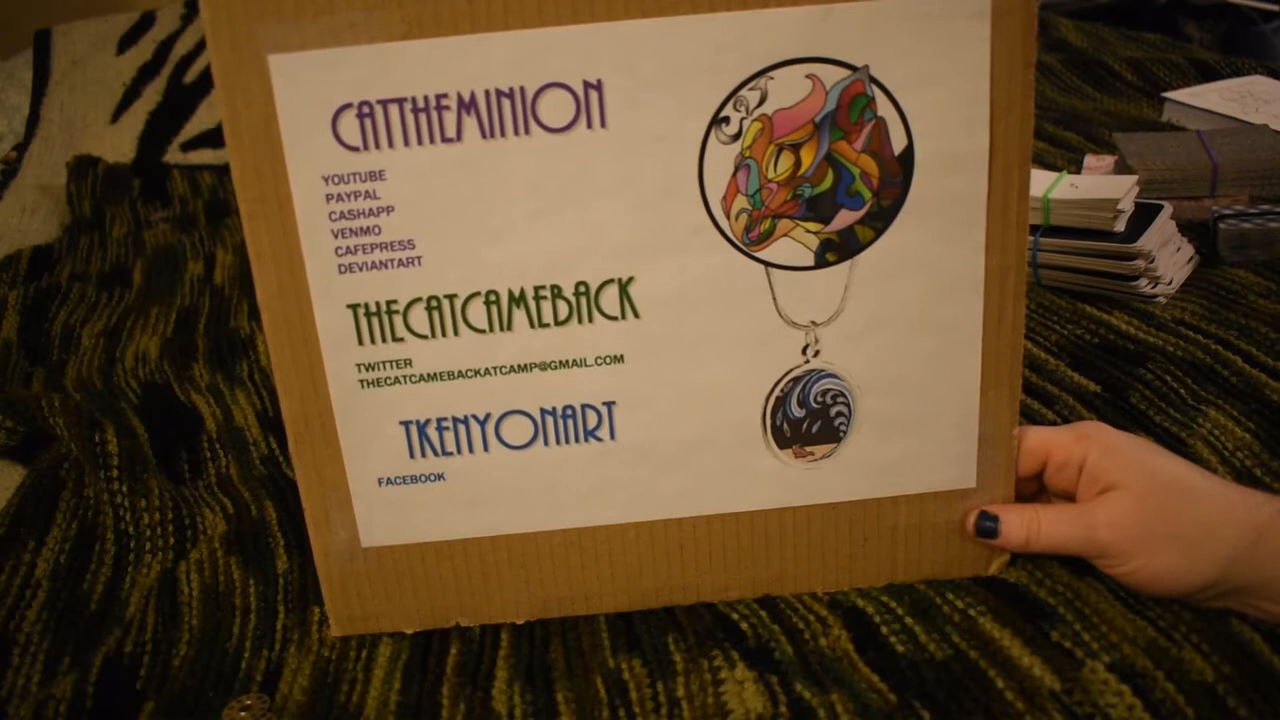 CATTHEMINION
YOUTUBE
PAYPAL
CASHAPP
VENMO
CAFEPRESS
DEVIANTART
THECATCAMEBACK
TWITTER
THECATCAMEBACKATCAMP@GMAIL.COM
TKENYONART
FACEBOOK